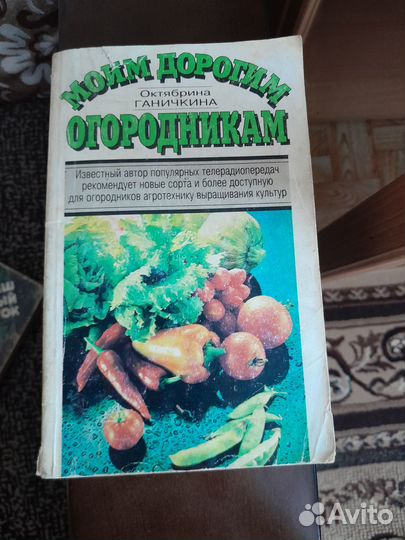 МОИМ ДОРОГИМ
Октябрина
ГАНИЧКИНА
ОГОРОДНИКАМ
Известный автор популярных телерадиопередач
рекомендует новые сорта и более доступную
для огородников агротехнику выращивания культур
Avito